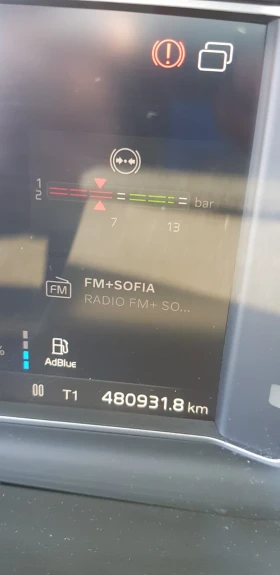 1
2
bar
7 13
FM
FM+SOFIA
RADIO FM+ SO...
%
AdBlue
T1 480931.8 km